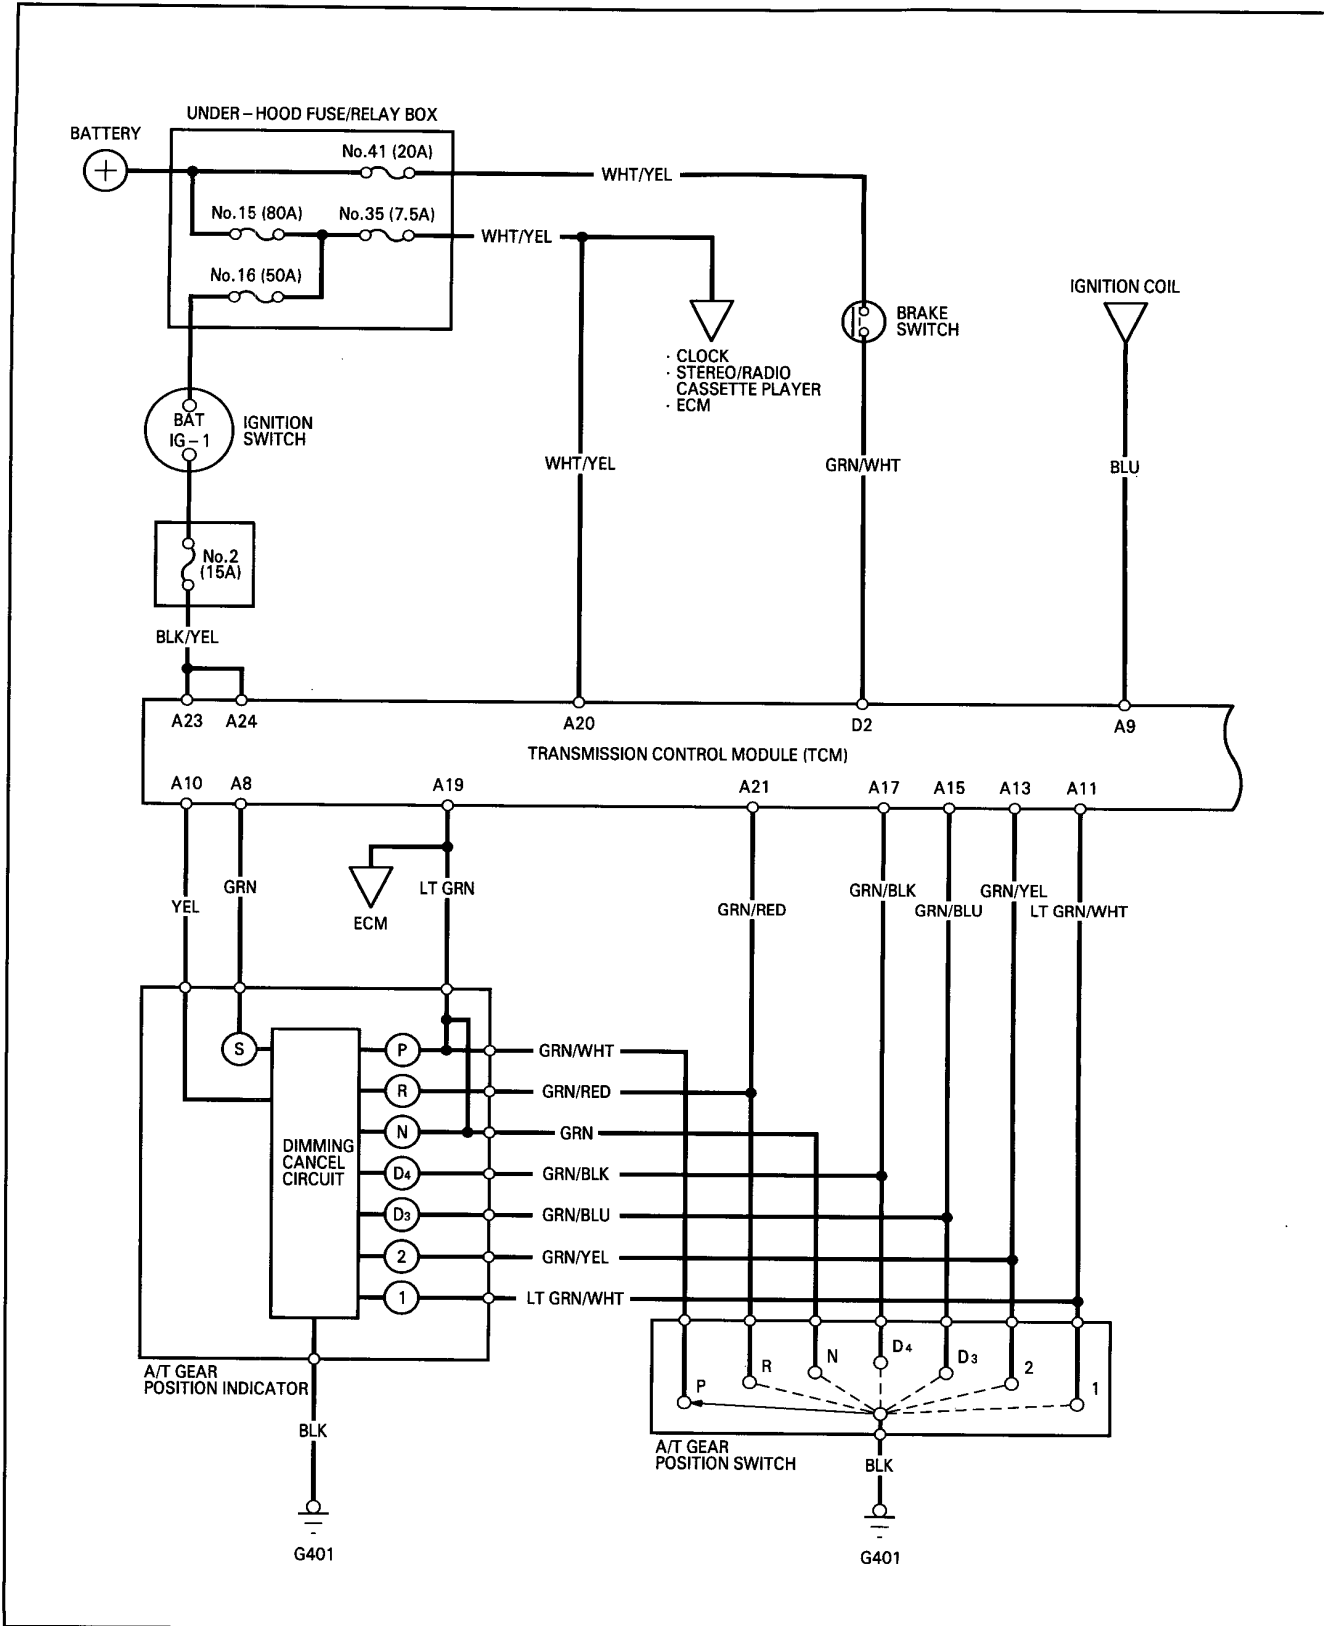 UNDER – HOOD FUSE/RELAY BOX
BATTERY
+
No.41 (20A)
WHT/YEL
No.15 (80A)
No.35 (7.5A)
WHT/YEL
No.16 (50A)
IGNITION COIL
BRAKE
SWITCH
· CLOCK
· STEREO/RADIO
CASSETTE PLAYER
· ECM
BAT
IG – 1
IGNITION
SWITCH
WHT/YEL
GRN/WHT
BLU
No.2
(15A)
BLK/YEL
A23
A24
A20
D2
A9
TRANSMISSION CONTROL MODULE (TCM)
A10
A8
A19
A21
A17
A15
A13
A11
YEL
GRN
LT GRN
ECM
GRN/RED
GRN/BLK
GRN/BLU
GRN/YEL
LT GRN/WHT
S
P
GRN/WHT
R
GRN/RED
N
GRN
DIMMING
CANCEL
CIRCUIT
D4
GRN/BLK
D3
GRN/BLU
2
GRN/YEL
1
LT GRN/WHT
A/T GEAR
POSITION INDICATOR
P
R
N
D4
D3
2
1
A/T GEAR
POSITION SWITCH
BLK
BLK
G401
G401